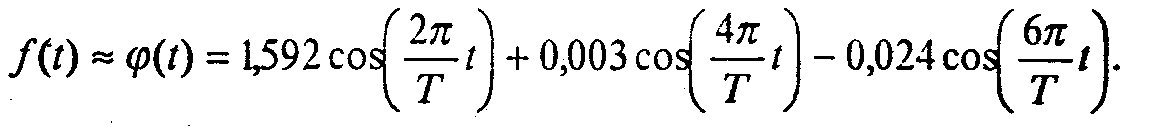 f(t) ≈ φ(t) = 1,592 cos(2π/T t) + 0,003 cos(4π/T t) − 0,024 cos(6π/T t).